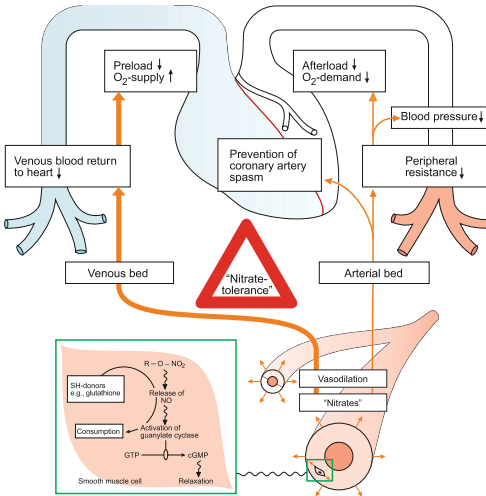 Preload ↓
O₂-supply ↑
Afterload ↓
O₂-demand ↓
Blood pressure ↓
Venous blood return
to heart ↓
Prevention of
coronary artery
spasm
Peripheral
resistance ↓
Venous bed
“Nitrate-
tolerance”
Arterial bed
Vasodilation
“Nitrates”
R – O – NO₂
SH-donors
e.g., glutathione
Release of
NO
Consumption
Activation of
guanylate cyclase
GTP
cGMP
Smooth muscle cell
Relaxation